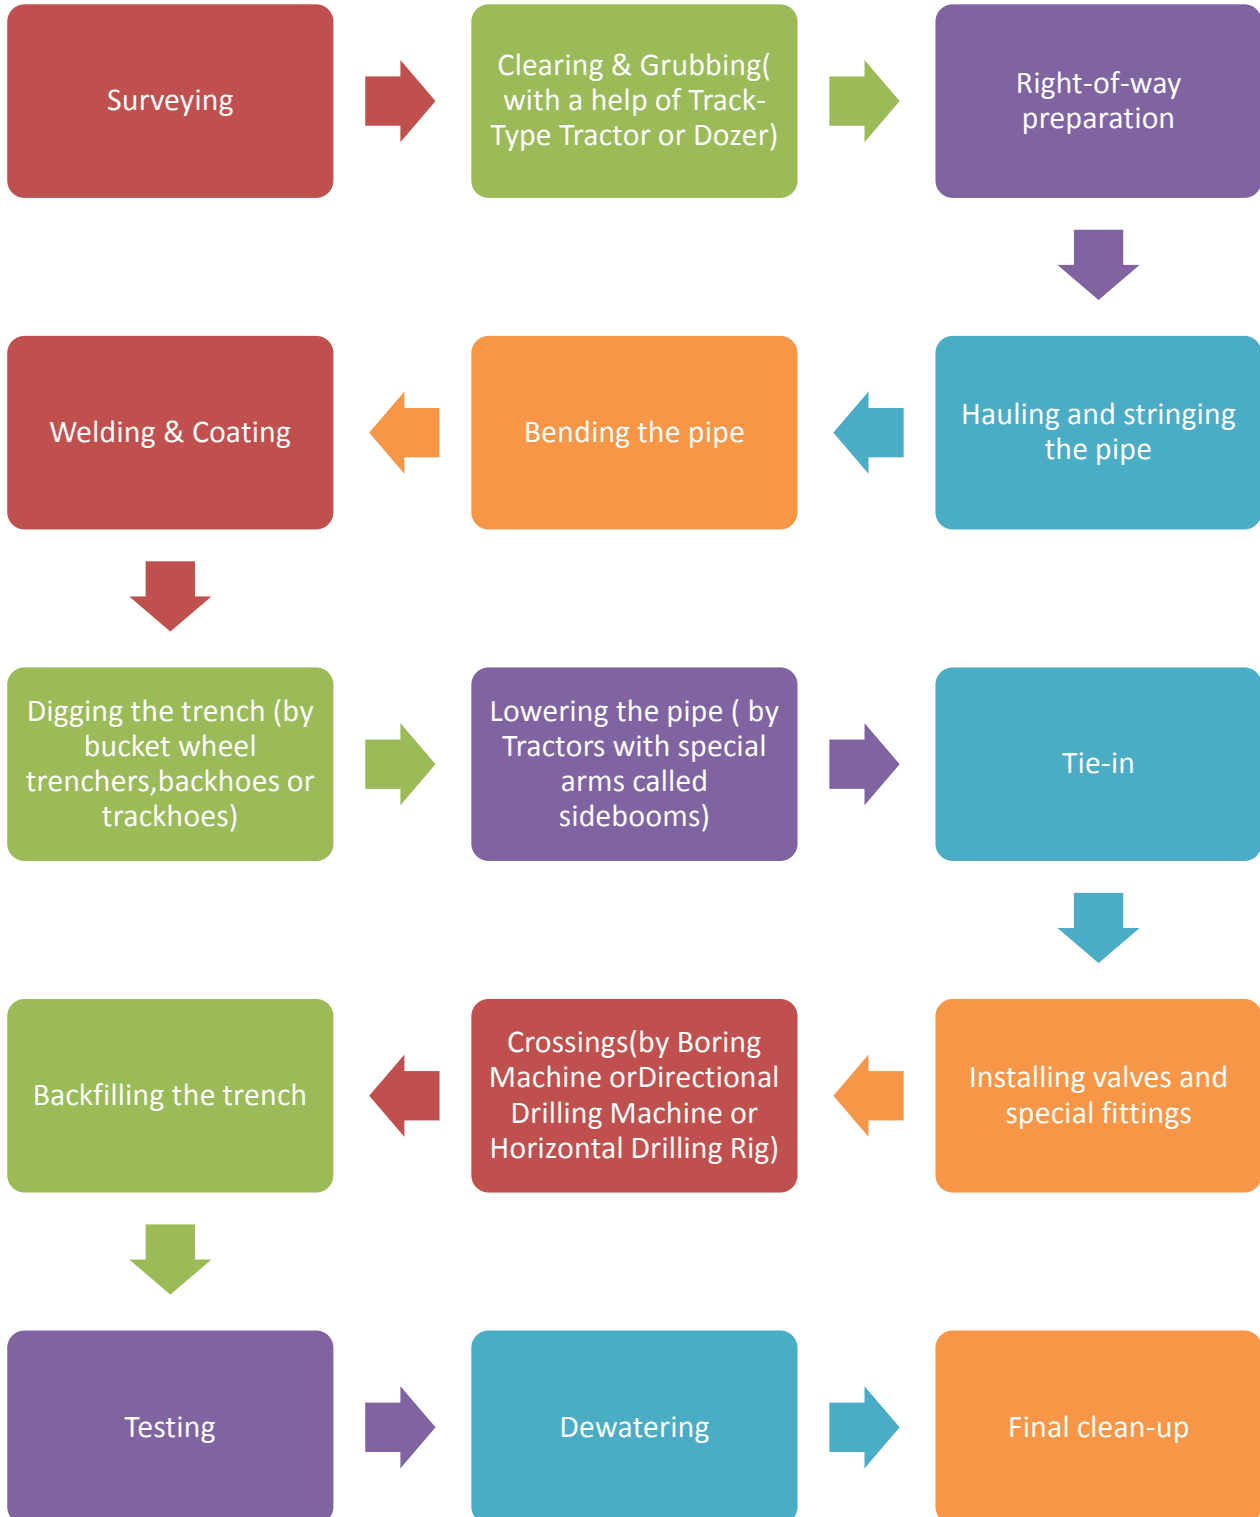 Surveying
Clearing & Grubbing(
with a help of Track-
Type Tractor or Dozer)
Right-of-way
preparation
Hauling and stringing
the pipe
Bending the pipe
Welding & Coating
Digging the trench (by
bucket wheel
trenchers,backhoes or
trackhoes)
Lowering the pipe ( by
Tractors with special
arms called
sidebooms)
Tie-in
Installing valves and
special fittings
Crossings(by Boring
Machine orDirectional
Drilling Machine or
Horizontal Drilling Rig)
Backfilling the trench
Testing
Dewatering
Final clean-up